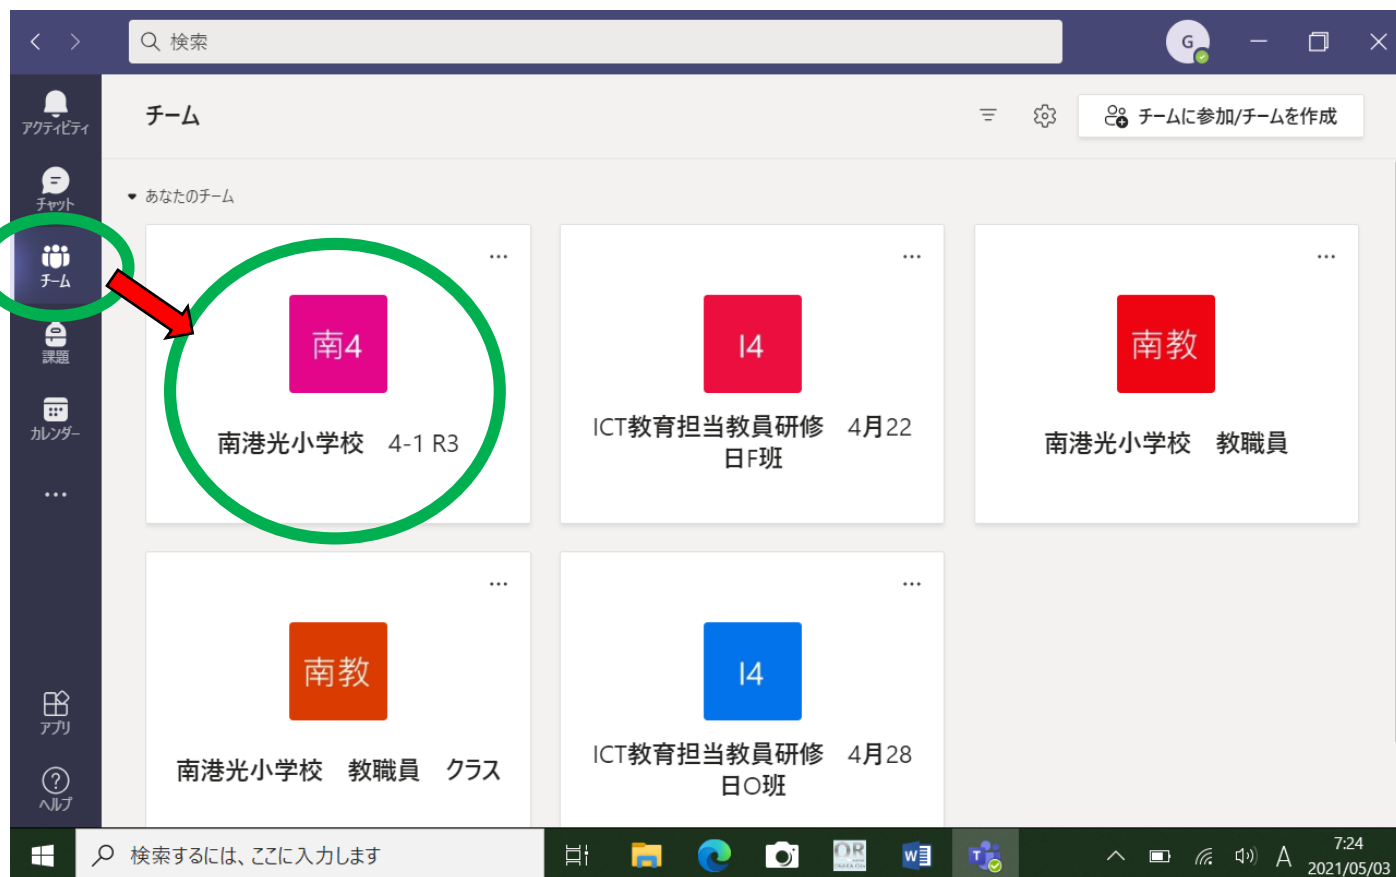 検索
G
アクティビティ
チャット
チーム
課題
カレンダー
アプリ
ヘルプ
チーム
チームに参加/チームを作成
あなたのチーム
南4
南港光小学校 4-1 R3
I4
ICT教育担当教員研修 4月22
日F班
南教
南港光小学校 教職員
南教
南港光小学校 教職員 クラス
I4
ICT教育担当教員研修 4月28
日O班
検索するには、ここに入力します
OR
W
T
A
7:24
2021/05/03